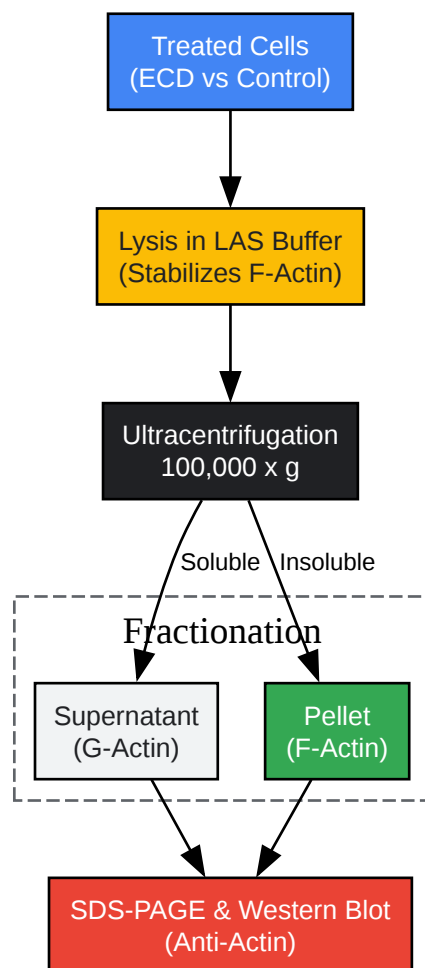 Treated Cells
(ECD vs Control)
Lysis in LAS Buffer
(Stabilizes F-Actin)
Ultracentrifugation
100,000 x g
Soluble
Insoluble
Fractionation
Supernatant
(G-Actin)
Pellet
(F-Actin)
SDS-PAGE & Western Blot
(Anti-Actin)